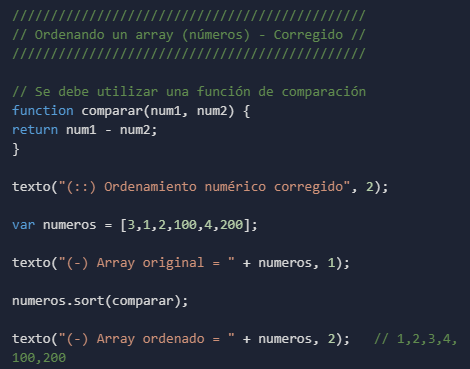 //////////////////////////////////////////////
// Ordenando un array (números) - Corregido //
//////////////////////////////////////////////
// Se debe utilizar una función de comparación
function comparar(num1, num2) {
return num1 - num2;
}
texto("(::) Ordenamiento numérico corregido", 2);
var numeros = [3,1,2,100,4,200];
texto("(-) Array original = " + numeros, 1);
numeros.sort(comparar);
texto("(-) Array ordenado = " + numeros, 2);   // 1,2,3,4,
100,200